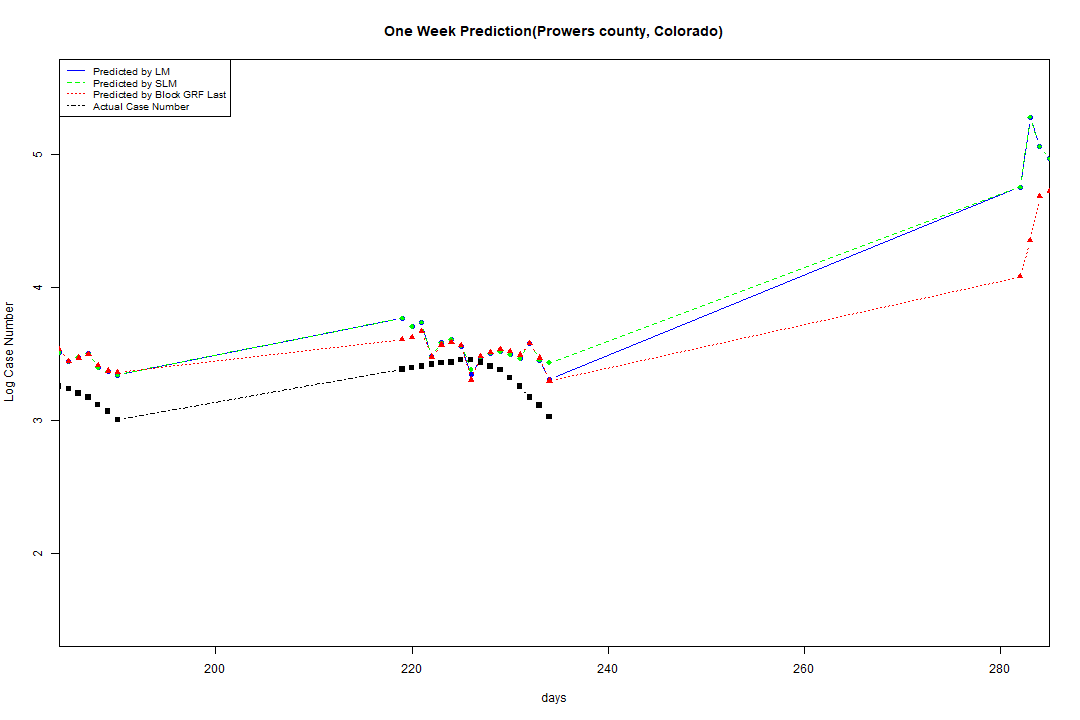 One Week Prediction(Prowers county, Colorado)
Predicted by LM
Predicted by SLM
Predicted by Block GRF Last
Actual Case Number
5
4
3
2
Log Case Number
200
220
240
260
280
days